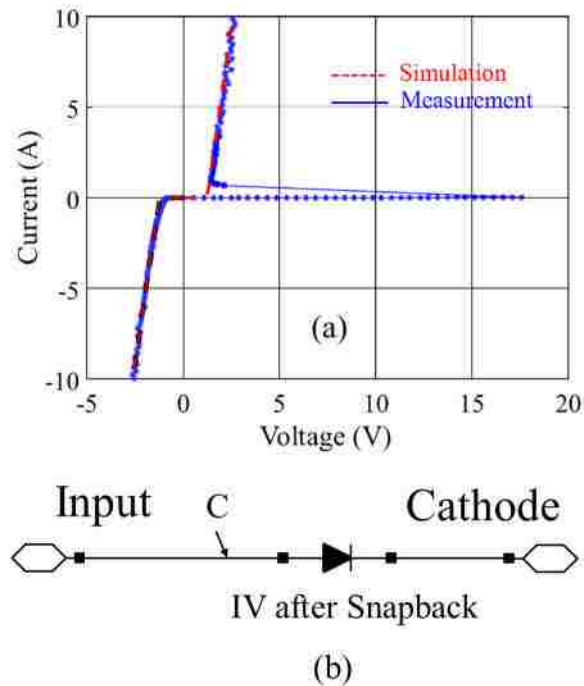 10
Simulation
Measurement
5
Current (A)
0
-5
(a)
-10
-5
0
5
10
15
20
Voltage (V)
Input
C
Cathode
IV after Snapback
(b)